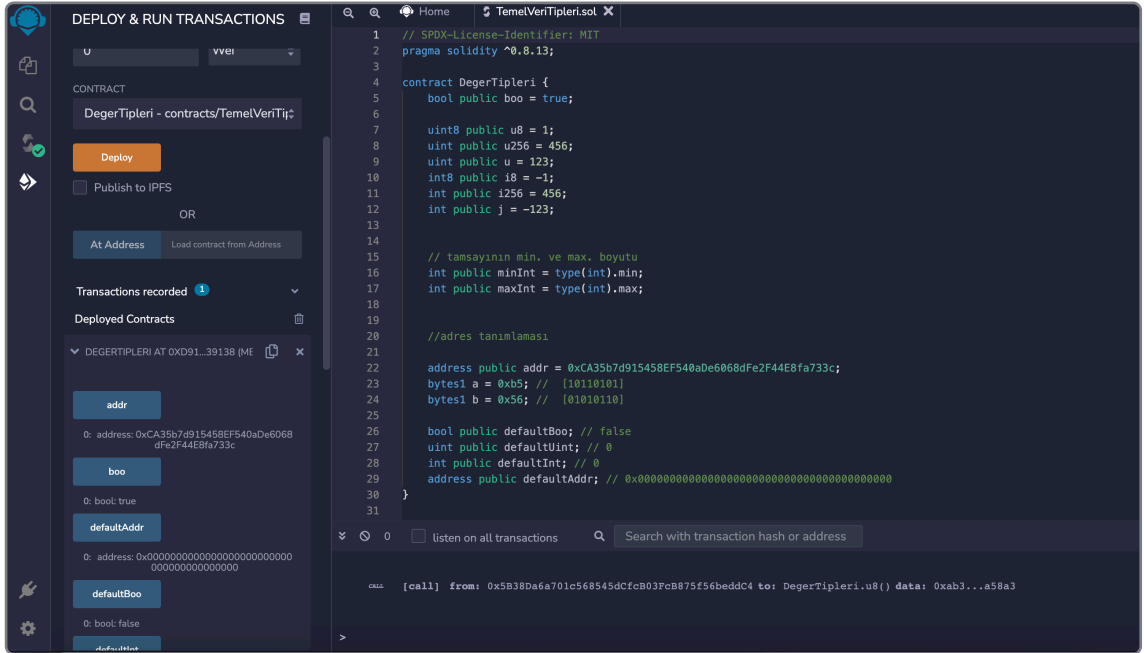 DEPLOY & RUN TRANSACTIONS
0
Wei
CONTRACT
DegerTipleri - contracts/TemelVeriTip
Deploy
Publish to IPFS
OR
At Address
Load contract from Address
Transactions recorded 1
Deployed Contracts
DEGERTIPLERI AT 0XD91...39138 (ME
addr
0: address: 0xCA35b7d915458EF540aDe6068
dFe2F44E8fa733c
boo
0: bool: true
defaultAddr
0: address: 0x0000000000000000000000000
000000000000000
defaultBoo
0: bool: false
defaultInt
Home
TemelVeriTipleri.sol
1 // SPDX-License-Identifier: MIT
2 pragma solidity ^0.8.13;
3
4 contract DegerTipleri {
5 bool public boo = true;
6
7 uint8 public u8 = 1;
8 uint public u256 = 456;
9 uint public u = 123;
10 int8 public i8 = -1;
11 int public i256 = 456;
12 int public j = -123;
13
14
15 // tamsayının min. ve max. boyutu
16 int public minInt = type(int).min;
17 int public maxInt = type(int).max;
18
19
20 //adres tanımlaması
21
22 address public addr = 0xCA35b7d915458EF540aDe6068dFe2F44E8fa733c;
23 bytes1 a = 0xb5; // [10110101]
24 bytes1 b = 0x56; // [01010110]
25
26 bool public defaultBoo; // false
27 uint public defaultUint; // 0
28 int public defaultInt; // 0
29 address public defaultAddr; // 0x0000000000000000000000000000000000000000
30 }
31
0
listen on all transactions
Search with transaction hash or address
CALL [call] from: 0x5B38Da6a701c568545dCfcB03FcB875f56beddC4 to: DegerTipleri.u8() data: 0xab3...a58a3
>